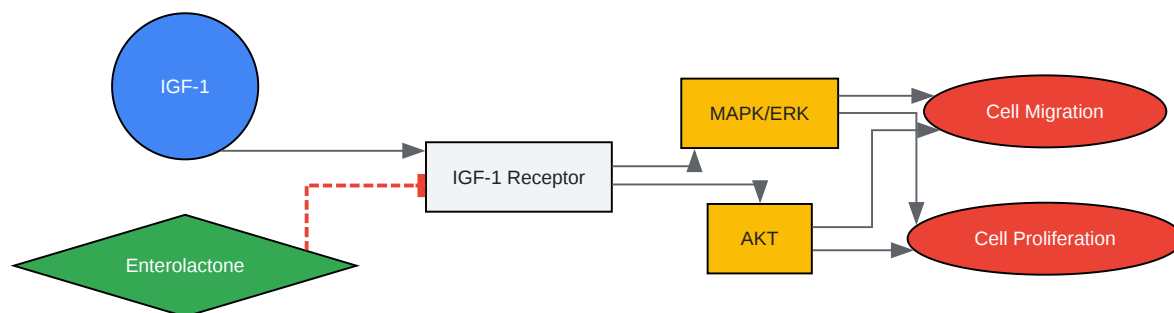 IGF-1
MAPK/ERK
Cell Migration
IGF-1 Receptor
AKT
Cell Proliferation
Enterolactone